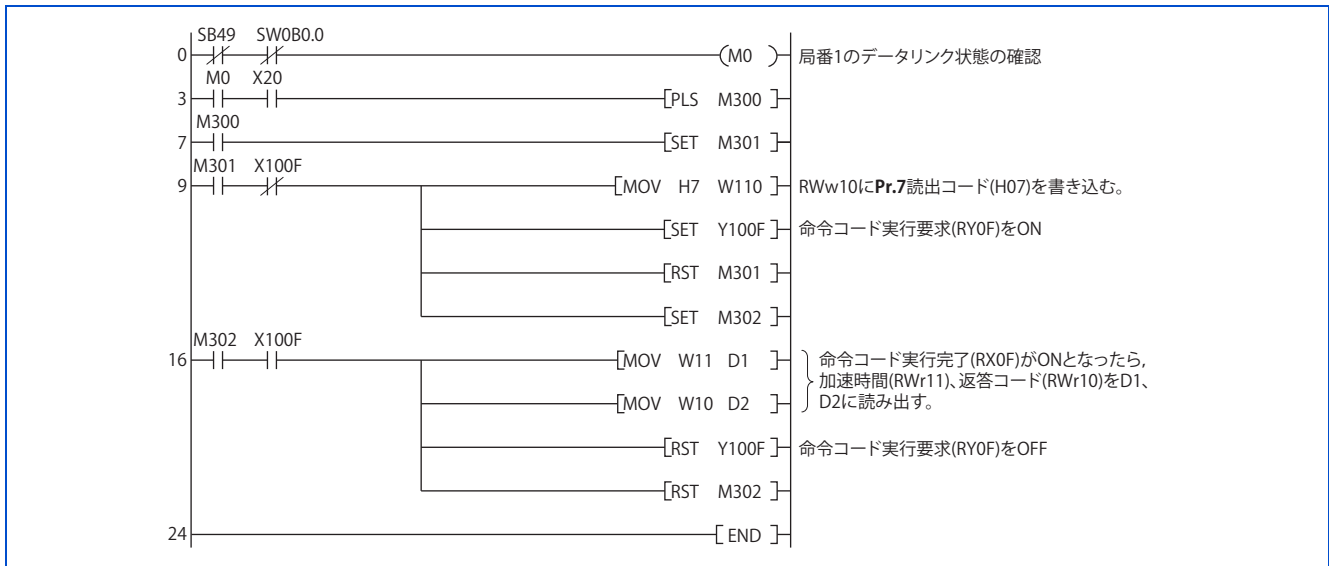 SB49 SW0B0.0
0 (M0 ) 局番1のデータリンク状態の確認
M0 X20
3 [PLS M300 ]
M300
7 [SET M301 ]
M301 X100F
9 [MOV H7 W110 ] RWw10にPr.7読出コード(H07)を書き込む。
[SET Y100F ] 命令コード実行要求(RY0F)をON
[RST M301 ]
[SET M302 ]
M302 X100F
16 [MOV W11 D1 ] 命令コード実行完了(RX0F)がONとなったら,
加速時間(RWr11)、返答コード(RWr10)をD1、
[MOV W10 D2 ] D2に読み出す。
[RST Y100F ] 命令コード実行要求(RY0F)をOFF
[RST M302 ]
24 [ END ]